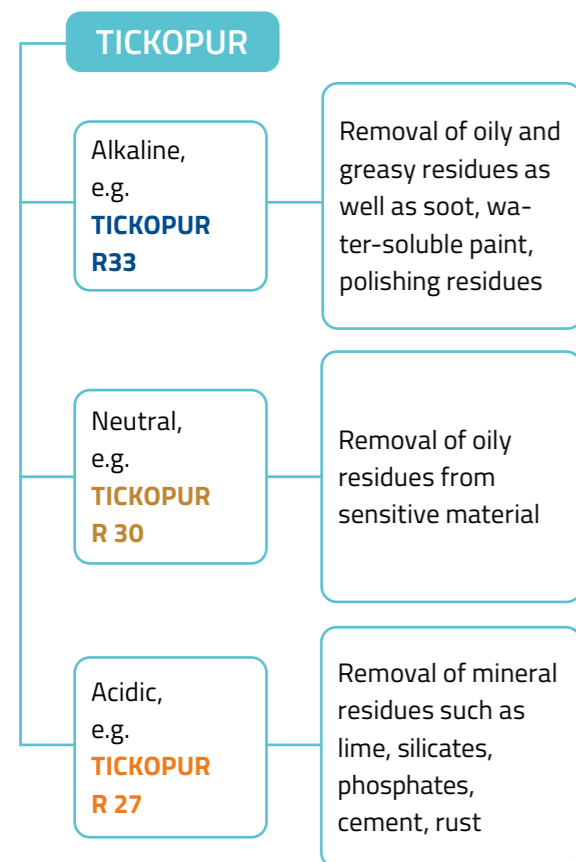 TICKOPUR
Alkaline,
e.g.
TICKOPUR
R33
Removal of oily and
greasy residues as
well as soot, wa-
ter-soluble paint,
polishing residues
Neutral,
e.g.
TICKOPUR
R 30
Removal of oily
residues from
sensitive material
Acidic,
e.g.
TICKOPUR
R 27
Removal of mineral
residues such as
lime, silicates,
phosphates,
cement, rust